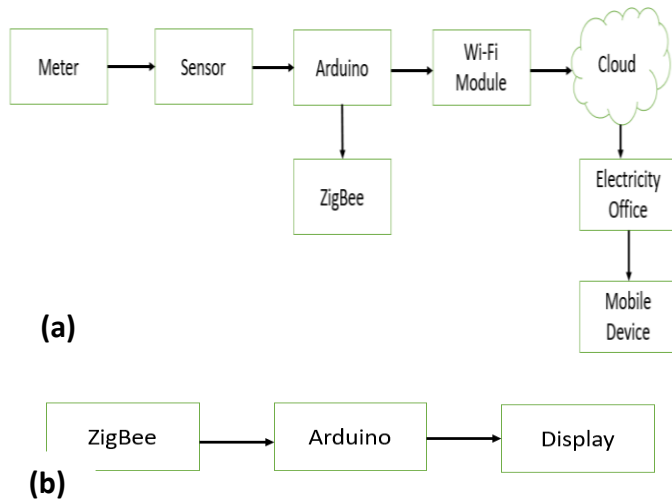 Meter
Sensor
Arduino
Wi-Fi
Module
Cloud
ZigBee
Electricity
Office
Mobile
Device
(a)
ZigBee
Arduino
Display
(b)